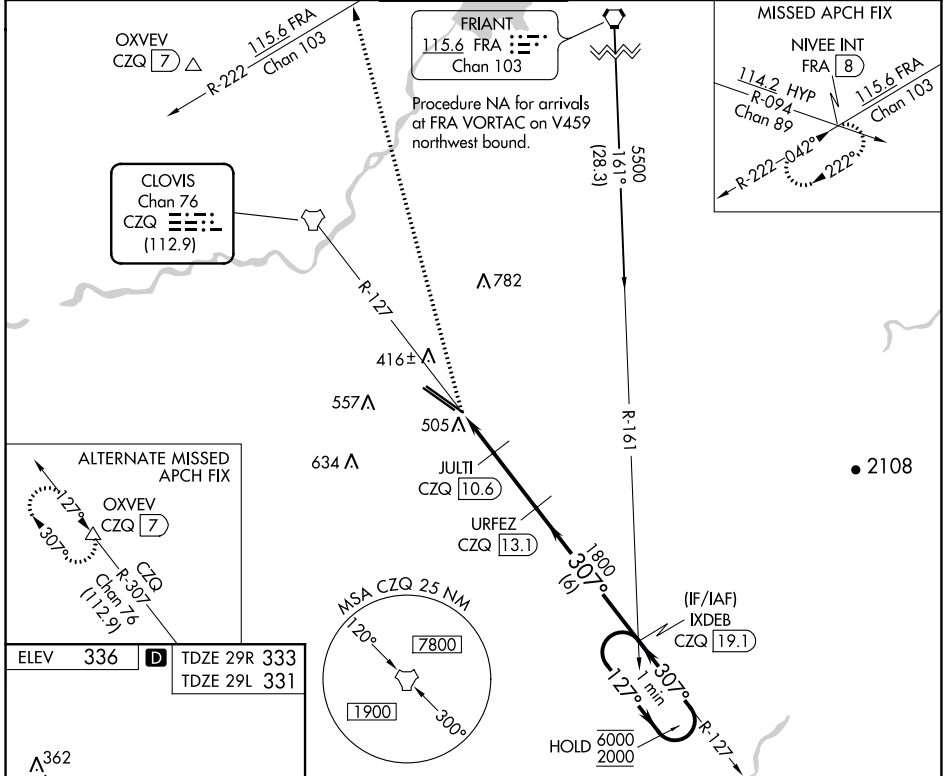 OXVEV
CZQ 7
115.6 FRA
R-222
Chan 103
FRIANT
115.6 FRA
Chan 103
Procedure NA for arrivals
at FRA VORTAC on V459
northwest bound.
5500
161°
(28.3)
MISSED APCH FIX
NIVEE INT
FRA 8
114.2 HYP
R-094
Chan 89
115.6 FRA
Chan 103
R-222
042°
222°
CLOVIS
Chan 76
CZQ
(112.9)
R-127
782
416±
557
505
634
R-161
2108
JULTI
CZQ 10.6
URFEZ
CZQ 13.1
1800
307°
(6)
(IF/IAF)
IXDEB
CZQ 19.1
307°
127°
1 min
R-127
HOLD 6000
2000
ALTERNATE MISSED
APCH FIX
OXVEV
CZQ 7
127°
307°
CZQ
R-307
Chan 76
(112.9)
MSA CZQ 25 NM
120°
7800
1900
300°
ELEV 336 D TDZE 29R 333
TDZE 29L 331
362